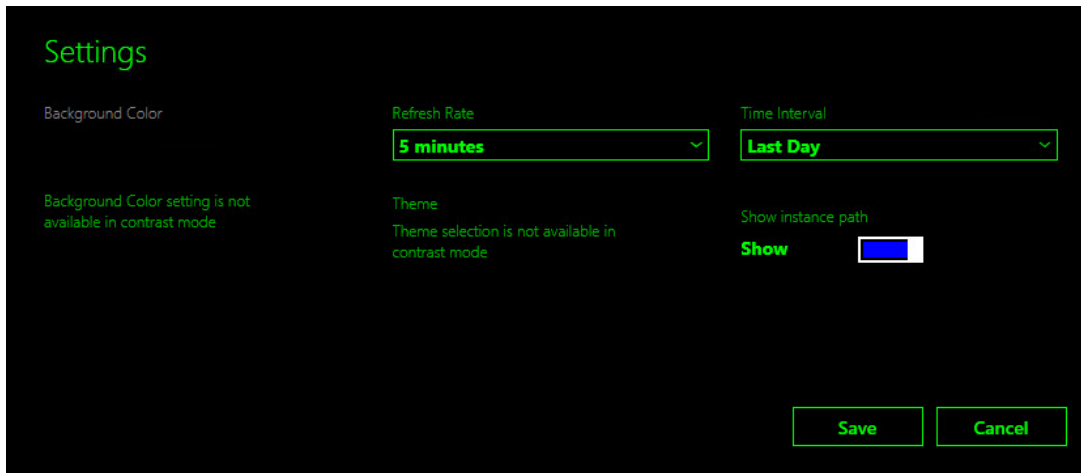 Settings
Background Color
Refresh Rate
Time Interval
5 minutes
Last Day
Background Color setting is not
available in contrast mode
Theme
Theme selection is not available in
contrast mode
Show instance path
Show
Save
Cancel